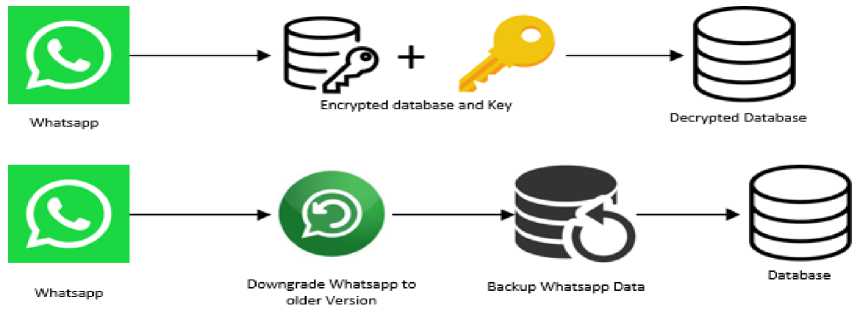 Encrypted database and Key
Whatsapp
Decrypted Database
Whatsapp
Downgrade Whatsapp to
older Version
Backup Whatsapp Data
Database